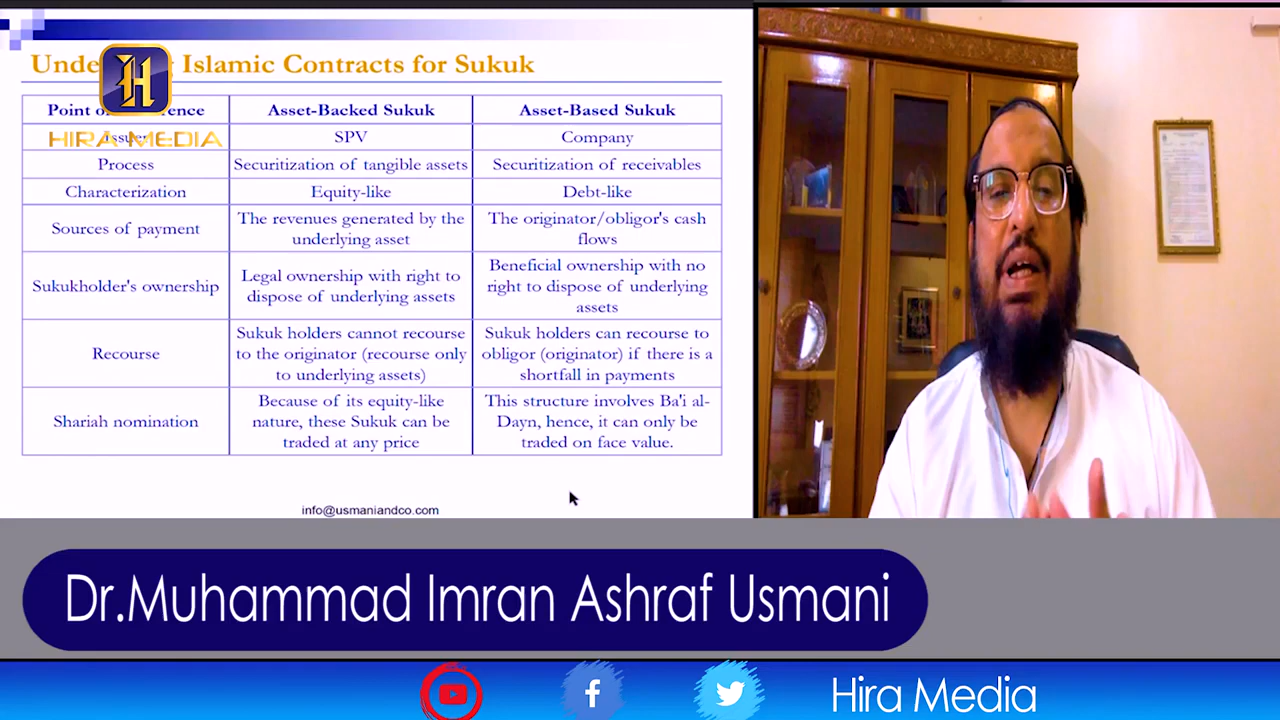 Islamic Contracts for Sukuk
H
HIRA MEDIA
Asset-Backed Sukuk
Asset-Based Sukuk
Issuer
SPV
Company
Process
Securitization of tangible assets
Securitization of receivables
Characterization
Equity-like
Debt-like
Sources of payment
The revenues generated by the
underlying asset
The originator/obligor's cash
flows
Sukukholder's ownership
Legal ownership with right to
dispose of underlying assets
Beneficial ownership with no
right to dispose of underlying
assets
Recourse
Sukuk holders cannot recourse
to the originator (recourse only
to underlying assets)
Sukuk holders can recourse to
obligor (originator) if there is a
shortfall in payments
Shariah nomination
Because of its equity-like
nature, these Sukuk can be
traded at any price
This structure involves Ba'i al-
Dayn, hence, it can only be
traded on face value.
info@usmaniandco.com
Dr.Muhammad Imran Ashraf Usmani
Hira Media